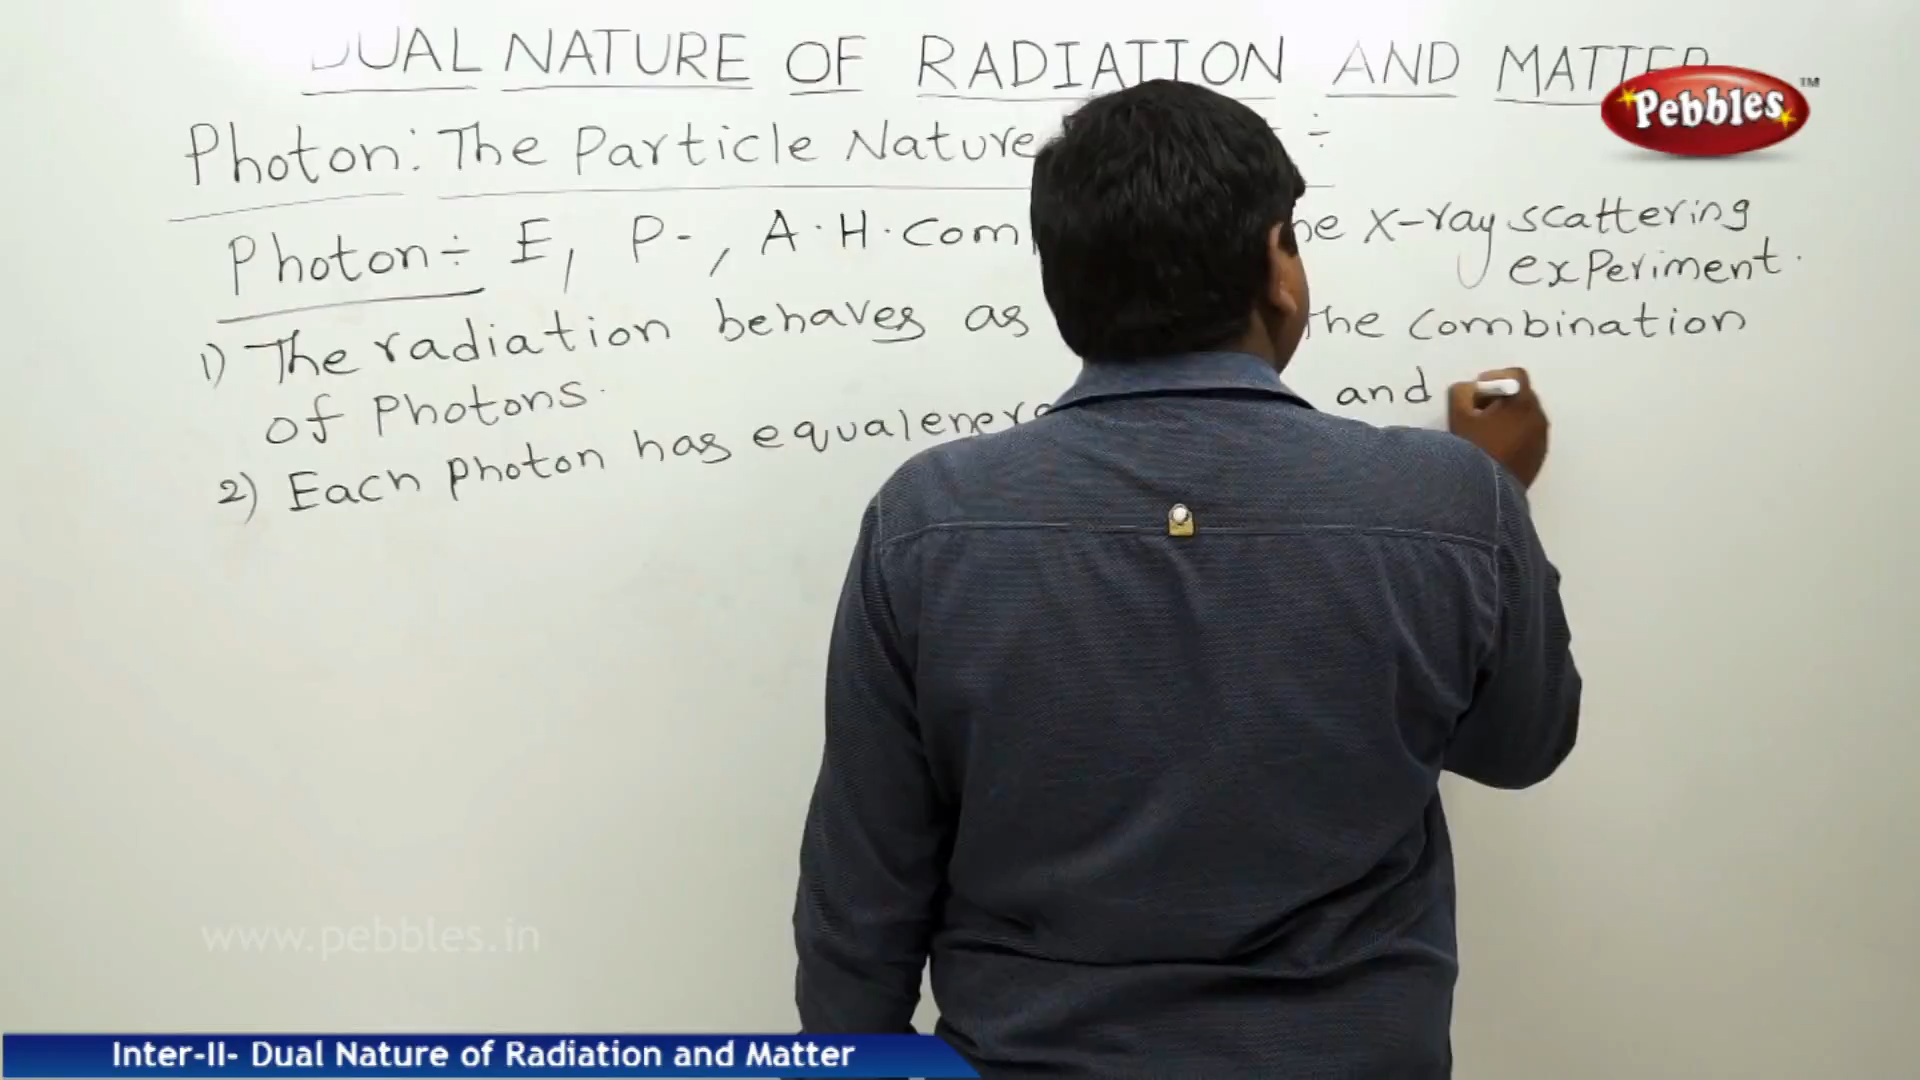 DUAL NATURE OF RADIATION AND MATTER
Pebbles TM
Photon: The Particle Nature ÷
Photon ÷ E, P-, A.H.Com X-ray scattering
experiment.
1) The radiation behaves as the combination
of Photons.
2) Each photon has equal and
www.pebbles.in
Inter-II- Dual Nature of Radiation and Matter